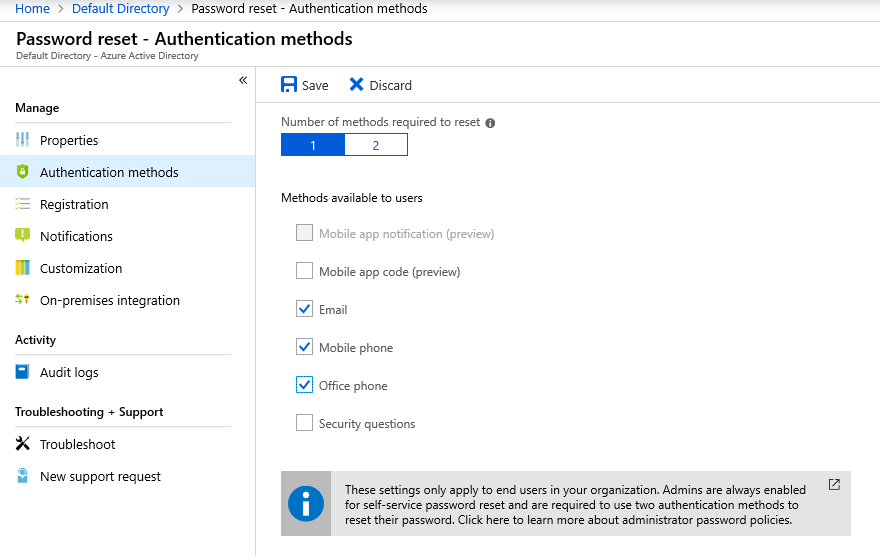 Home > Default Directory > Password reset - Authentication methods
Password reset - Authentication methods
Default Directory - Azure Active Directory
«
Manage
Properties
Authentication methods
Registration
Notifications
Customization
On-premises integration
Activity
Audit logs
Troubleshooting + Support
Troubleshoot
New support request
Save Discard
Number of methods required to reset
1 2
Methods available to users
Mobile app notification (preview)
Mobile app code (preview)
Email
Mobile phone
Office phone
Security questions
These settings only apply to end users in your organization. Admins are always enabled
for self-service password reset and are required to use two authentication methods to
reset their password. Click here to learn more about administrator password policies.